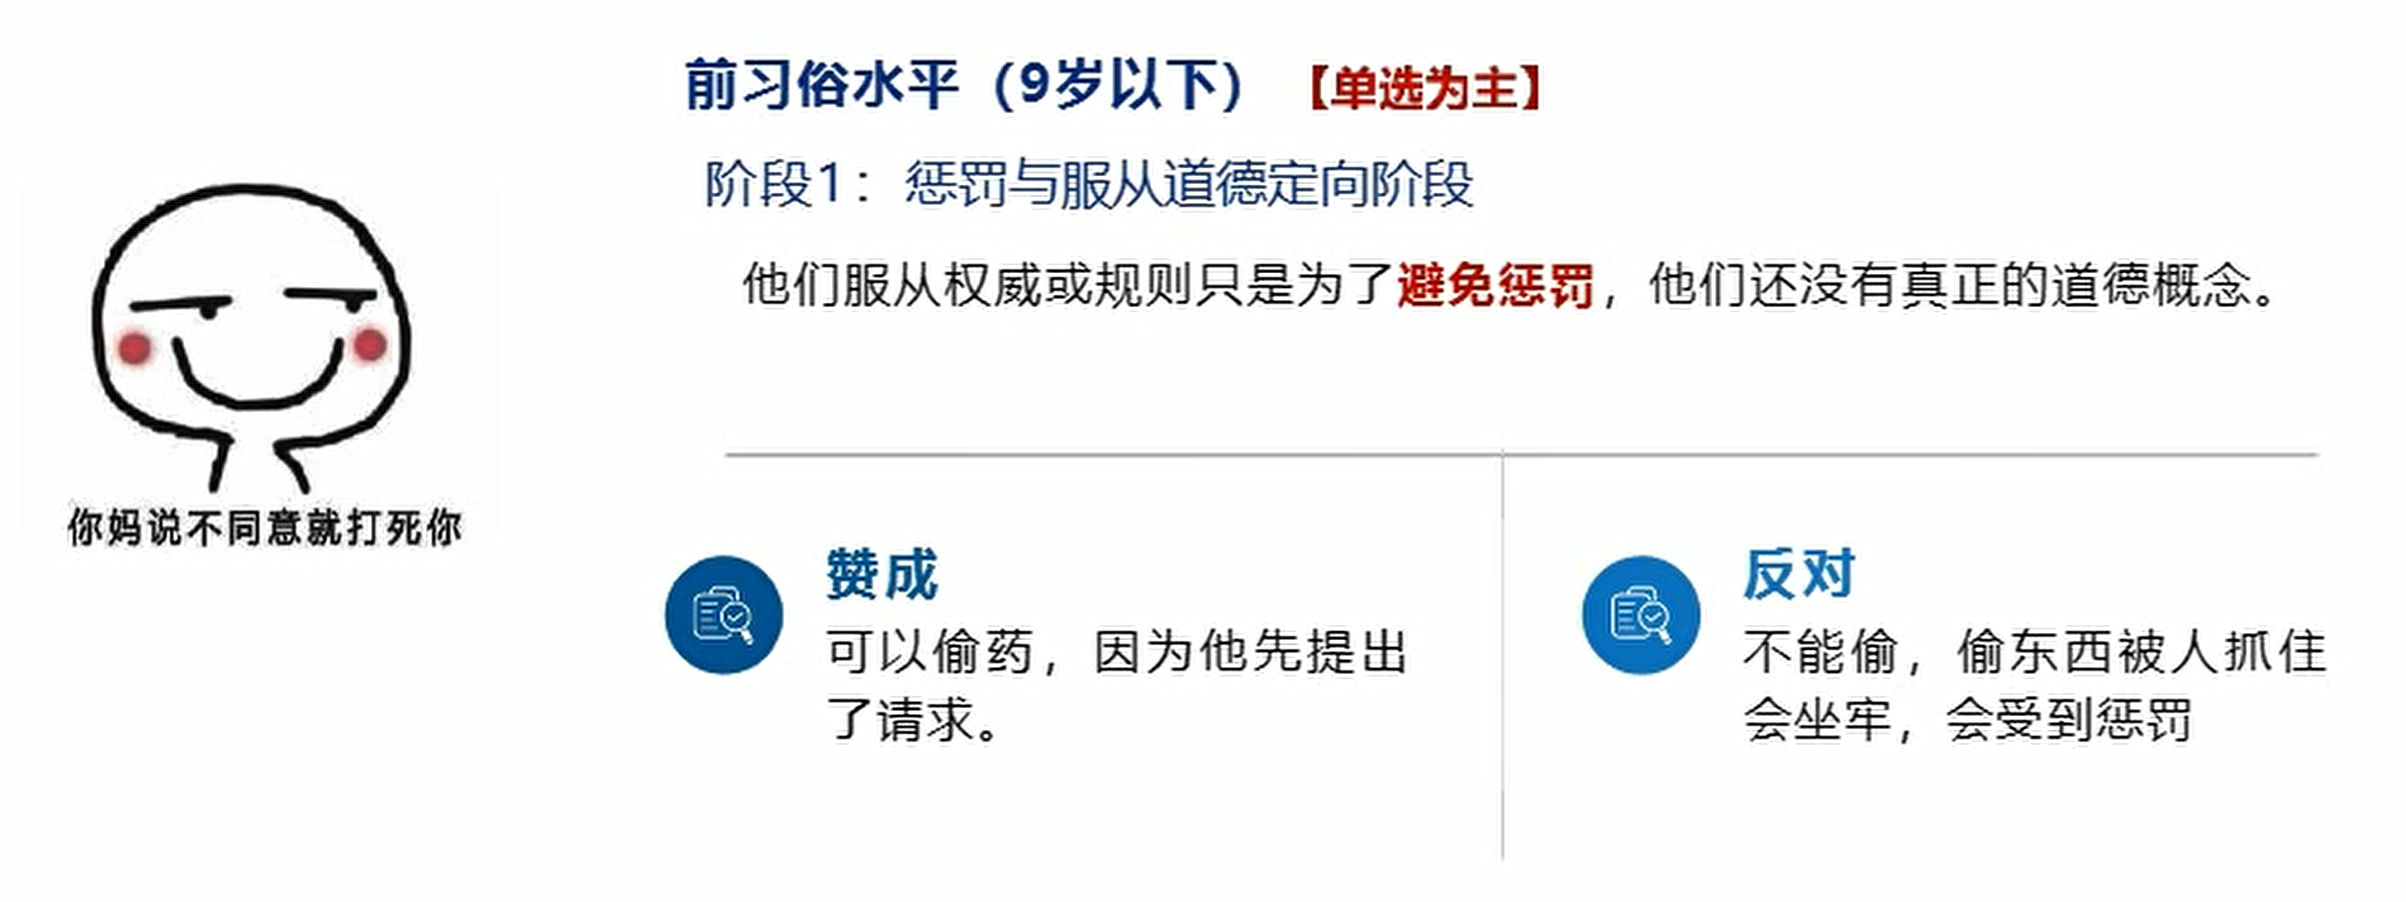 前习俗水平（9岁以下）【单选为主】
阶段1：惩罚与服从道德定向阶段
他们服从权威或规则只是为了避免惩罚，他们还没有真正的道德概念。
你妈说不同意就打死你
赞成
可以偷药，因为他先提出
了请求。
反对
不能偷，偷东西被人抓住
会坐牢，会受到惩罚